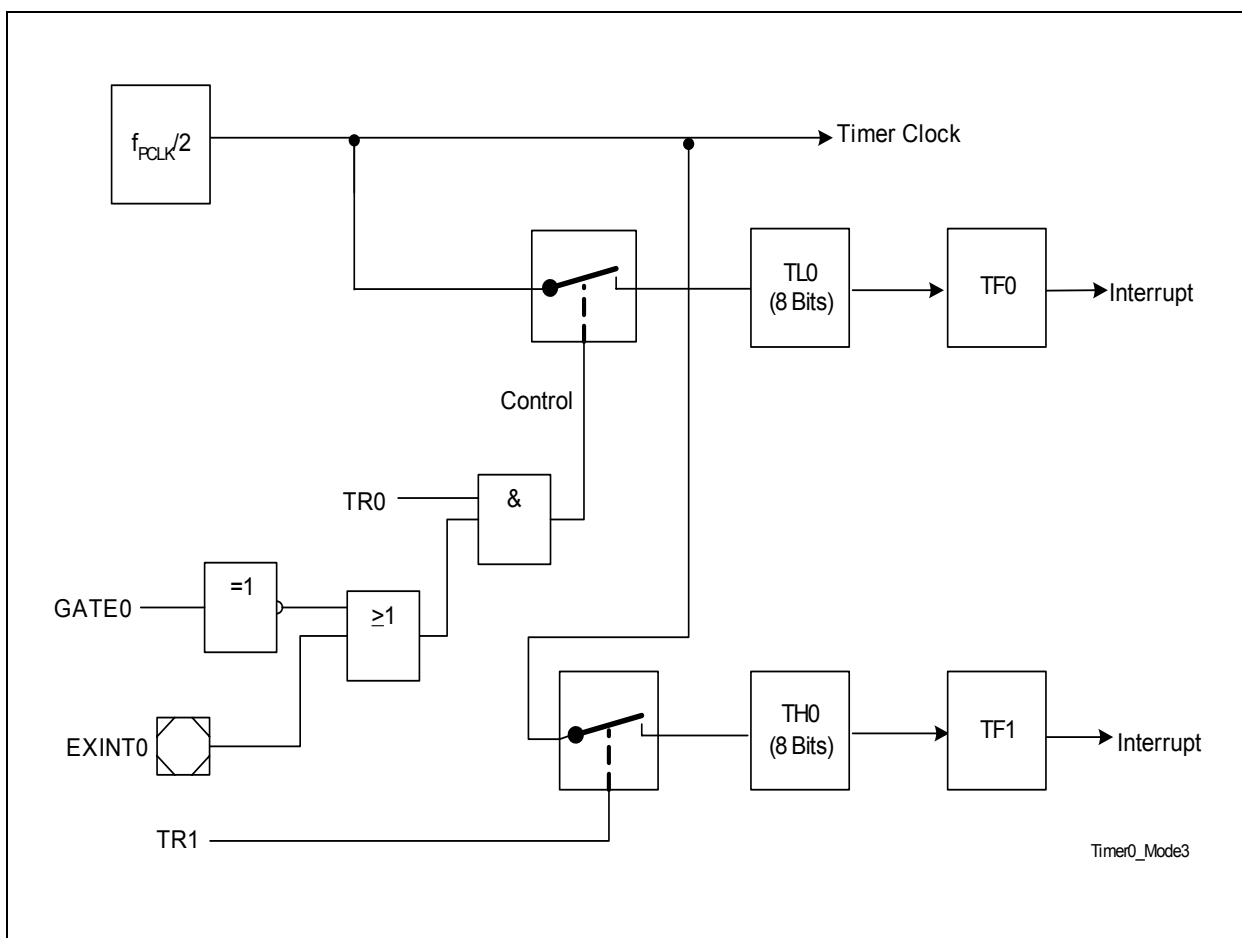 fPCLK/2
Timer Clock
TL0
(8 Bits)
TF0
Interrupt
Control
TR0
&
GATE0
=1
≥1
EXINT0
TH0
(8 Bits)
TF1
Interrupt
TR1
Timer0_Mode3